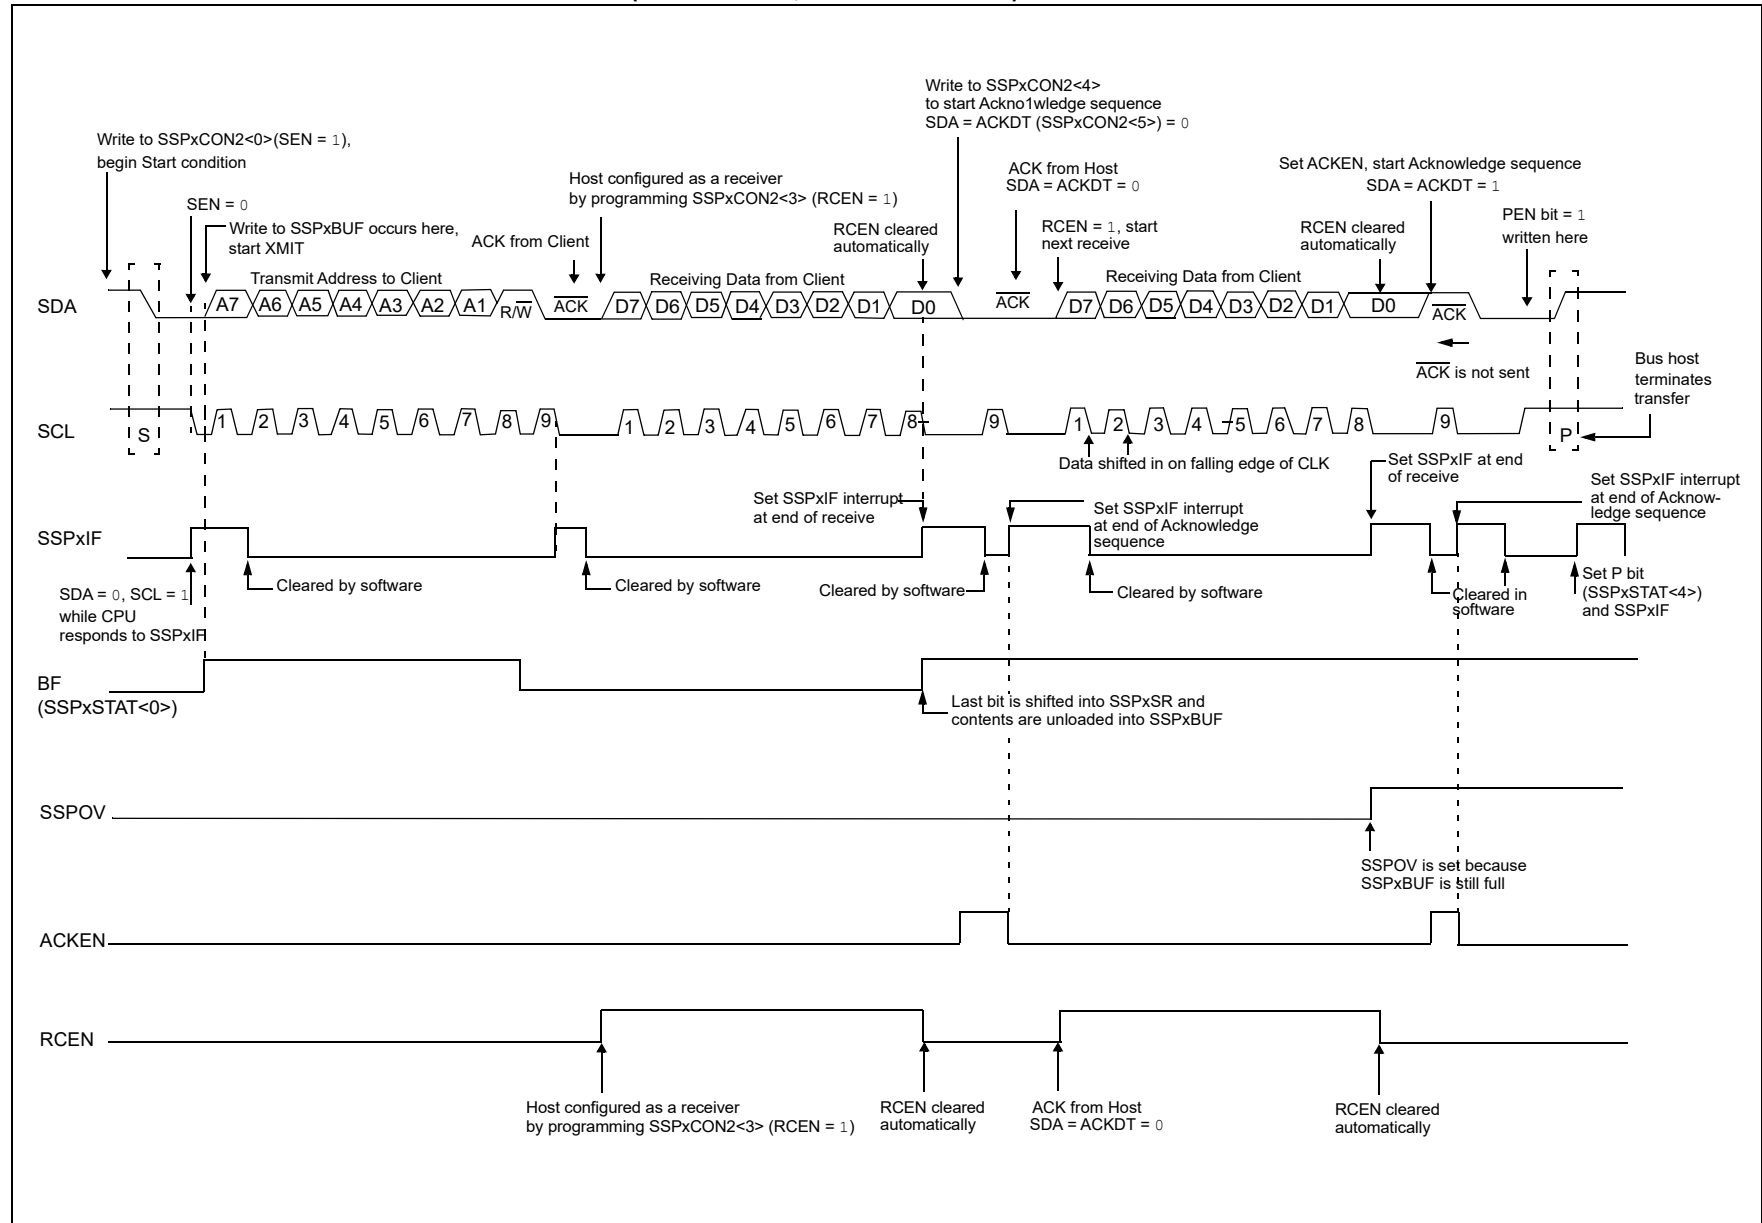 Write to SSPxCON2<4>
to start Ackno1wledge sequence
SDA = ACKDT (SSPxCON2<5>) = 0
Write to SSPxCON2<0>(SEN = 1),
begin Start condition
ACK from Host
SDA = ACKDT = 0
Set ACKEN, start Acknowledge sequence
SDA = ACKDT = 1
Host configured as a receiver
by programming SSPxCON2<3> (RCEN = 1)
SEN = 0
Write to SSPxBUF occurs here,
start XMIT
ACK from Client
RCEN cleared
automatically
RCEN = 1, start
next receive
RCEN cleared
automatically
PEN bit = 1
written here
Transmit Address to Client
Receiving Data from Client
Receiving Data from Client
SDA
A7 A6 A5 A4 A3 A2 A1 R/W ACK D7 D6 D5 D4 D3 D2 D1 D0 ACK D7 D6 D5 D4 D3 D2 D1 D0 ACK
ACK is not sent
Bus host
terminates
transfer
SCL
S 1 2 3 4 5 6 7 8 9 1 2 3 4 5 6 7 8 9 1 2 3 4 5 6 7 8 9 P
Data shifted in on falling edge of CLK
Set SSPxIF at end
of receive
Set SSPxIF interrupt
at end of receive
Set SSPxIF interrupt
at end of Acknowledge
sequence
Set SSPxIF interrupt
at end of Acknow-
ledge sequence
SSPxIF
SDA = 0, SCL = 1
while CPU
responds to SSPxIF
Cleared by software
Cleared by software
Cleared by software
Cleared by software
Cleared in
software
Set P bit
(SSPxSTAT<4>)
and SSPxIF
BF
(SSPxSTAT<0>)
Last bit is shifted into SSPxSR and
contents are unloaded into SSPxBUF
SSPOV
SSPOV is set because
SSPxBUF is still full
ACKEN
RCEN
Host configured as a receiver
by programming SSPxCON2<3> (RCEN = 1)
RCEN cleared
automatically
ACK from Host
SDA = ACKDT = 0
RCEN cleared
automatically